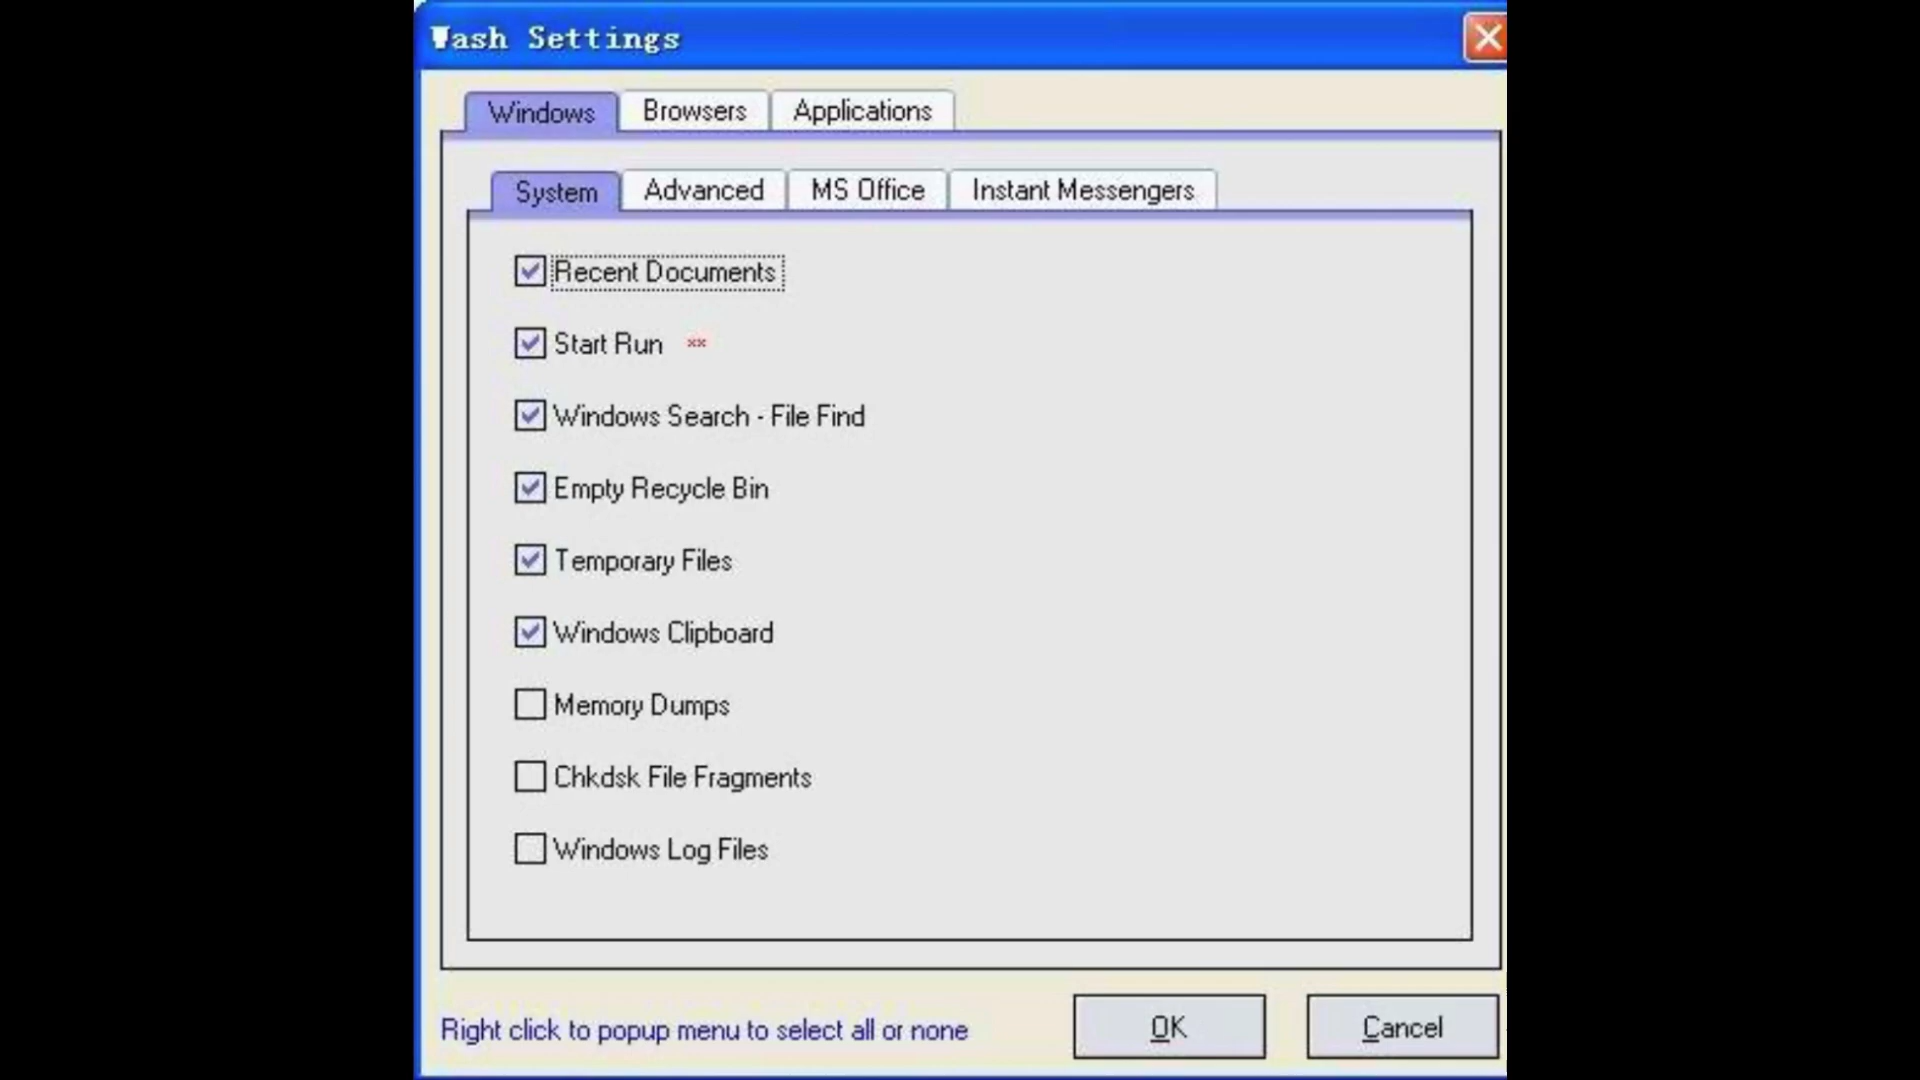 Wash Settings
Windows Browsers Applications
System Advanced MS Office Instant Messengers
Recent Documents
Start Run **
Windows Search - File Find
Empty Recycle Bin
Temporary Files
Windows Clipboard
Memory Dumps
Chkdsk File Fragments
Windows Log Files
Right click to popup menu to select all or none OK Cancel